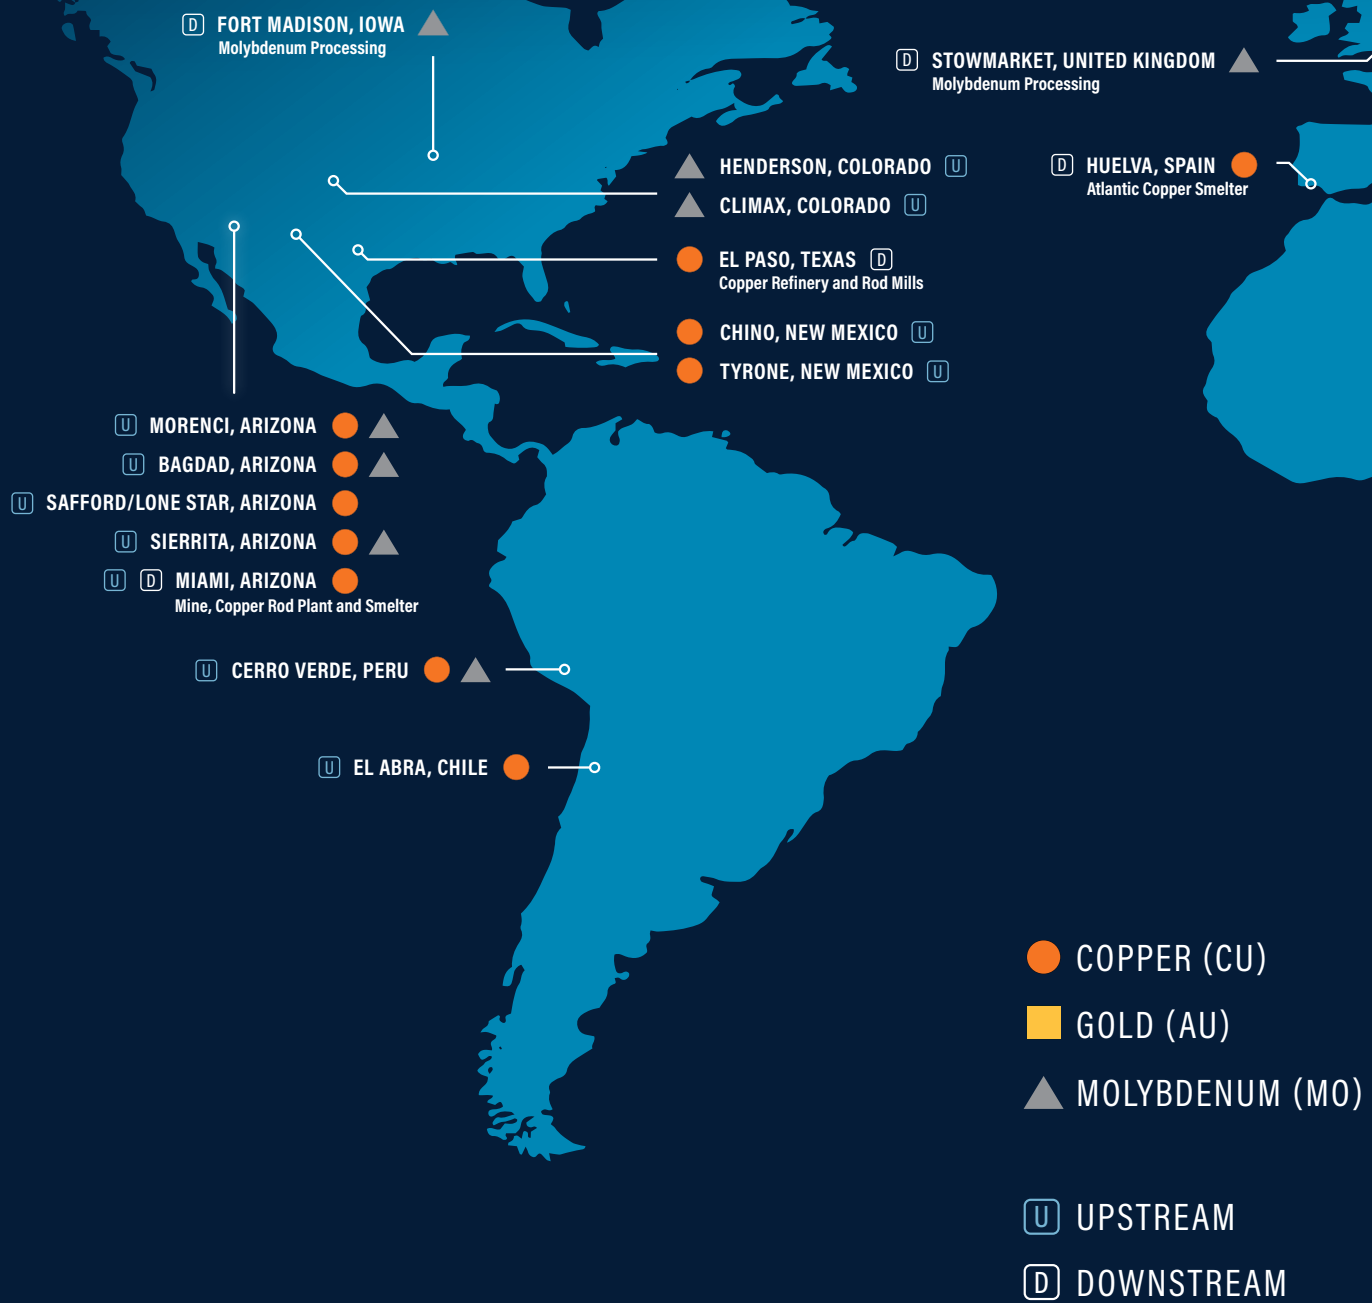 D FORT MADISON, IOWA
Molybdenum Processing
D STOWMARKET, UNITED KINGDOM
Molybdenum Processing
HENDERSON, COLORADO U
CLIMAX, COLORADO U
D HUELVA, SPAIN
Atlantic Copper Smelter
EL PASO, TEXAS D
Copper Refinery and Rod Mills
CHINO, NEW MEXICO U
TYRONE, NEW MEXICO U
U MORENCI, ARIZONA
U BAGDAD, ARIZONA
U SAFFORD/LONE STAR, ARIZONA
U SIERRITA, ARIZONA
U D MIAMI, ARIZONA
Mine, Copper Rod Plant and Smelter
U CERRO VERDE, PERU
U EL ABRA, CHILE
COPPER (CU)
GOLD (AU)
MOLYBDENUM (MO)
U UPSTREAM
D DOWNSTREAM